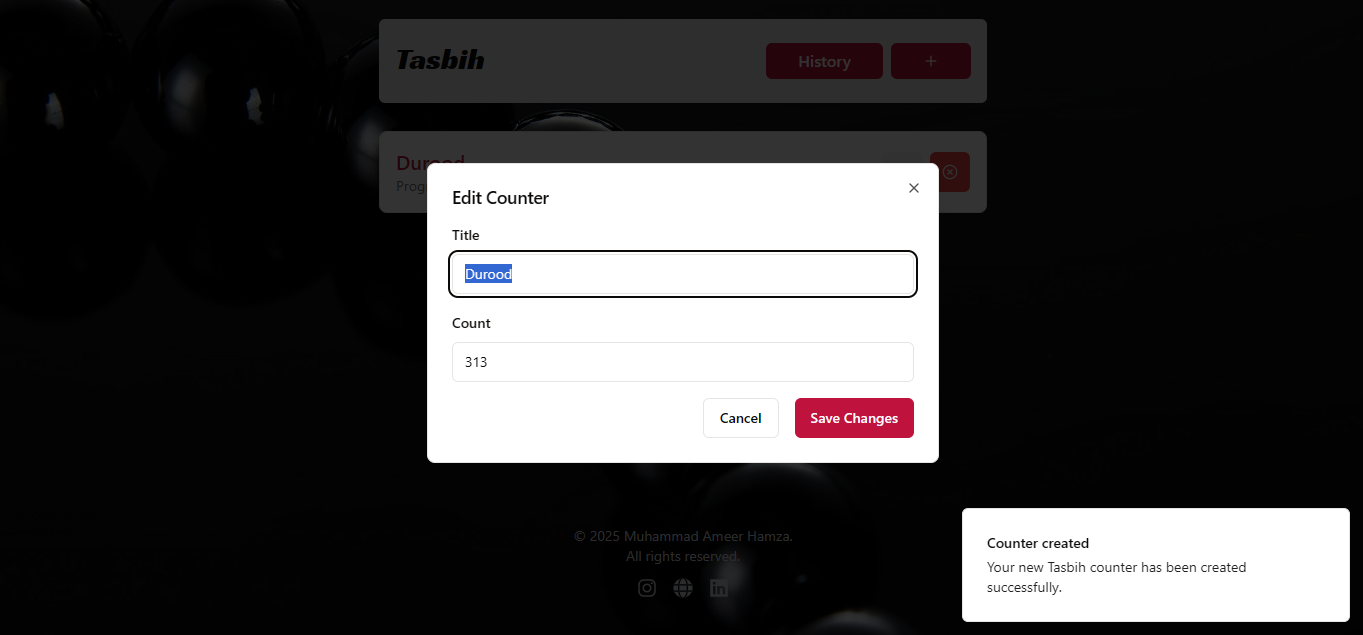 Tasbih
History
+
Durood
Prog
Edit Counter
Title
Durood
Count
313
Cancel
Save Changes
© 2025 Muhammad Ameer Hamza.
All rights reserved.
Counter created
Your new Tasbih counter has been created
successfully.